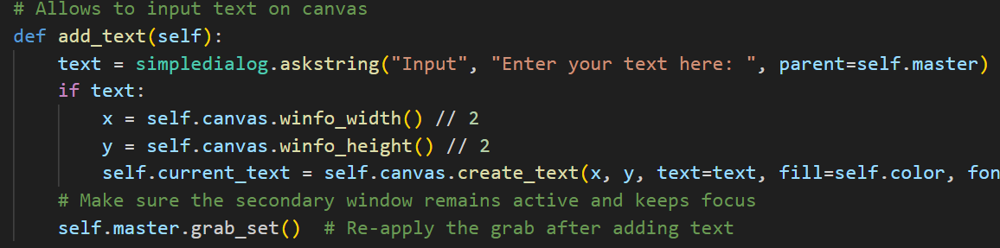 # Allows to input text on canvas
def add_text(self):
    text = simpledialog.askstring("Input", "Enter your text here: ", parent=self.master)
    if text:
        x = self.canvas.winfo_width() // 2
        y = self.canvas.winfo_height() // 2
        self.current_text = self.canvas.create_text(x, y, text=text, fill=self.color, fon
    # Make sure the secondary window remains active and keeps focus
    self.master.grab_set()  # Re-apply the grab after adding text